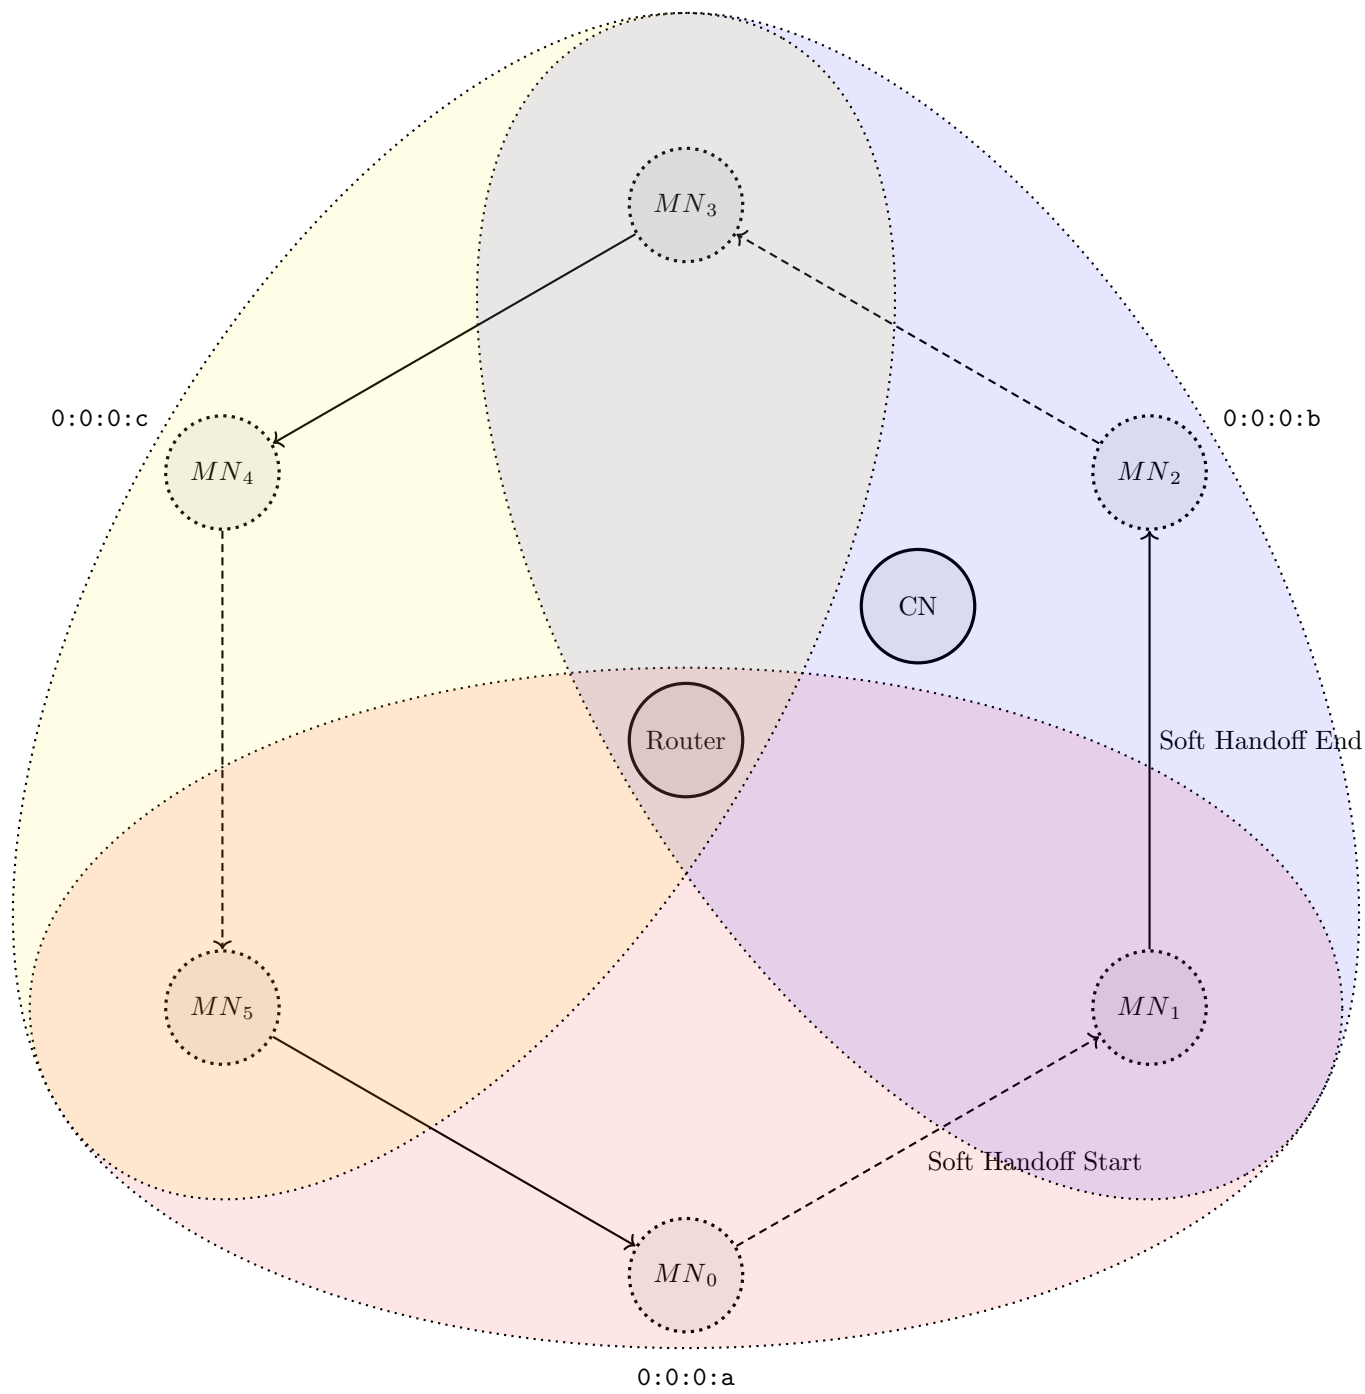 MN₃
0:0:0:c
0:0:0:b
MN₄
MN₂
CN
Router
Soft Handoff End
MN₅
MN₁
Soft Handoff Start
MN₀
0:0:0:a